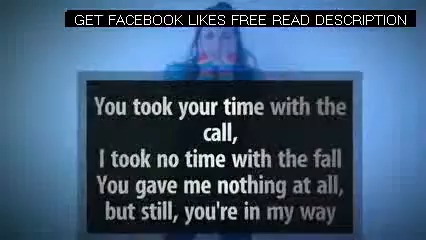 GET FACEBOOK LIKES FREE READ DESCRIPTION
You took your time with the
call,
I took no time with the fall
You gave me nothing at all,
but still, you're in my way